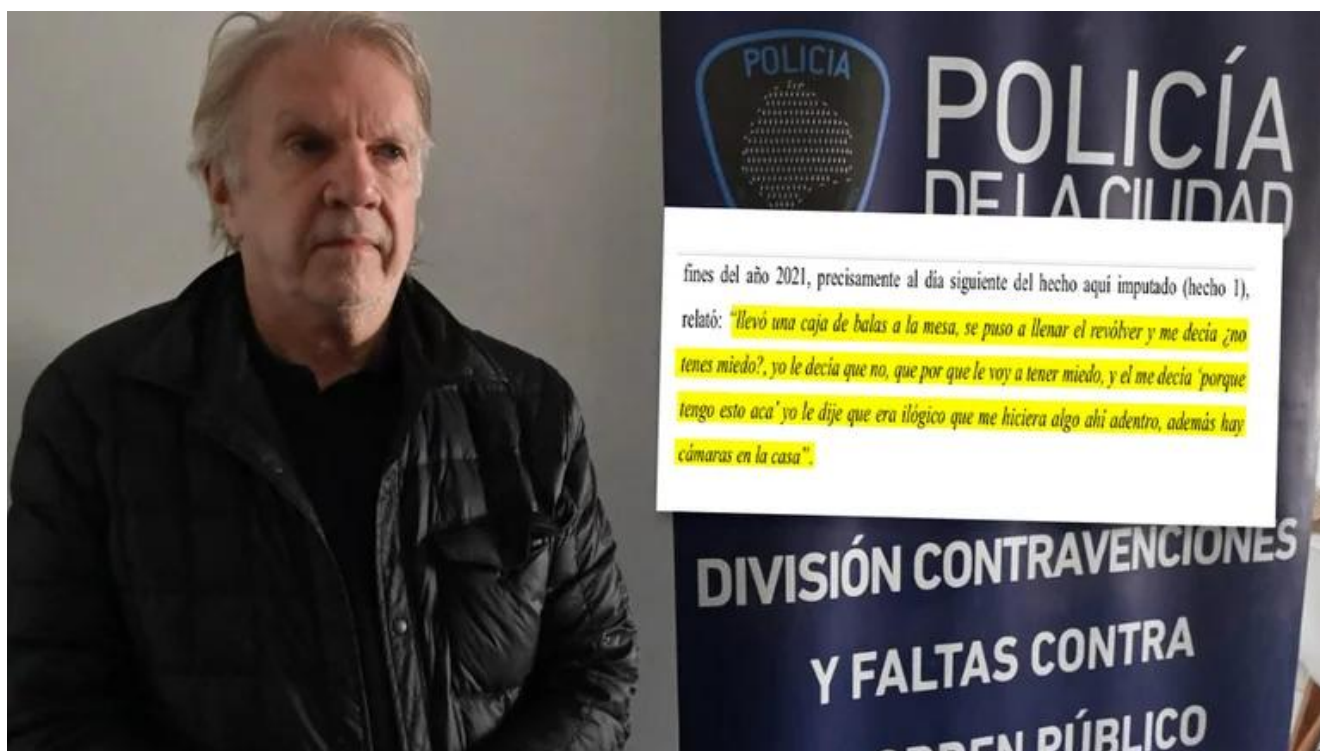 POLICIA
POLICÍA
DE LA CIUDAD
fines del año 2021, precisamente al día siguiente del hecho aquí imputado (hecho 1),
relató: “llevó una caja de balas a la mesa, se puso a llenar el revólver y me decía ¿no
tenes miedo?, yo le decía que no, que por que le voy a tener miedo, y el me decía ‘porque
tengo esto aca’ yo le dije que era ilógico que me hiciera algo ahi adentro, además hay
cámaras en la casa”.
DIVISIÓN CONTRAVENCIONES
Y FALTAS CONTRA
ORDEN PÚBLICO